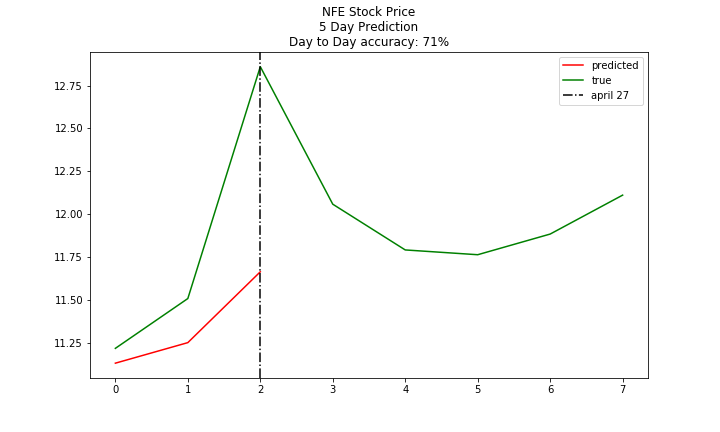 NFE Stock Price
5 Day Prediction
Day to Day accuracy: 71%
predicted
true
april 27
12.75
12.50
12.25
12.00
11.75
11.50
11.25
0 1 2 3 4 5 6 7